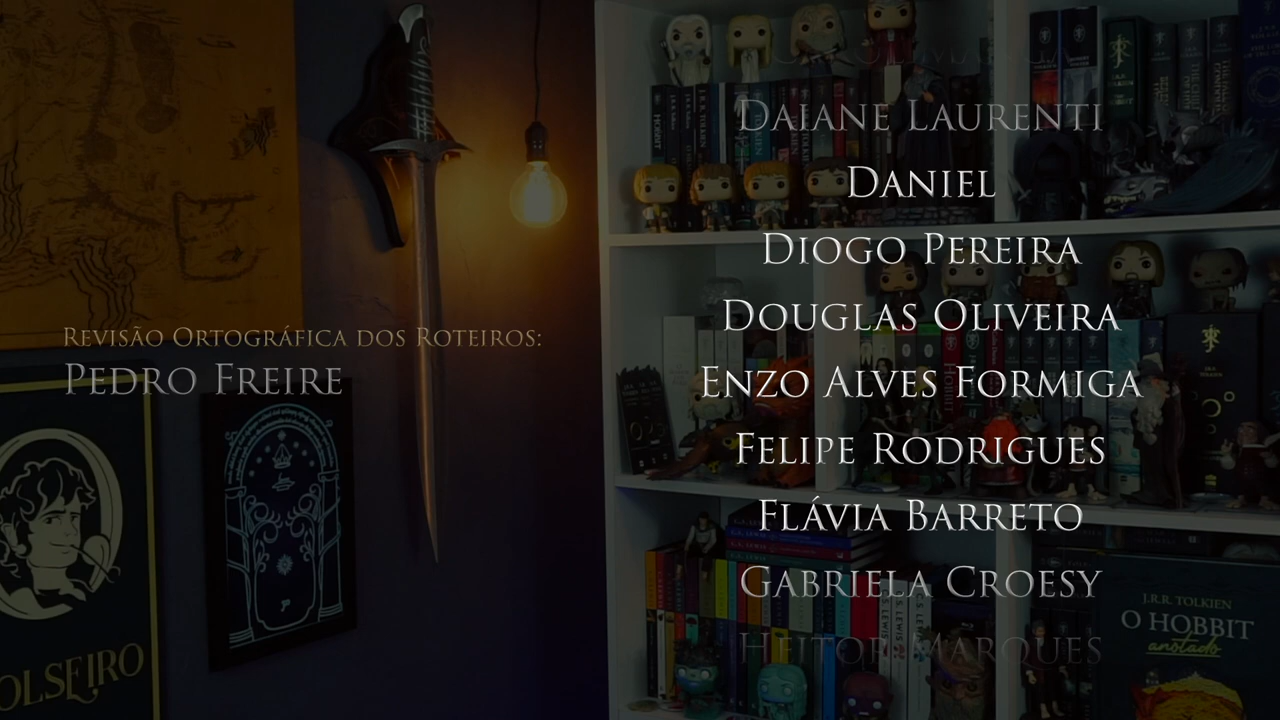 Revisão Ortográfica dos Roteiros:
Pedro Freire
Daiane Laurenti
Daniel
Diogo Pereira
Douglas Oliveira
Enzo Alves Formiga
Felipe Rodrigues
Flávia Barreto
Gabriela Croesy
Heitor Marques
OLSEIRO
J.R.R. TOLKIEN
O HOBBIT
anotado